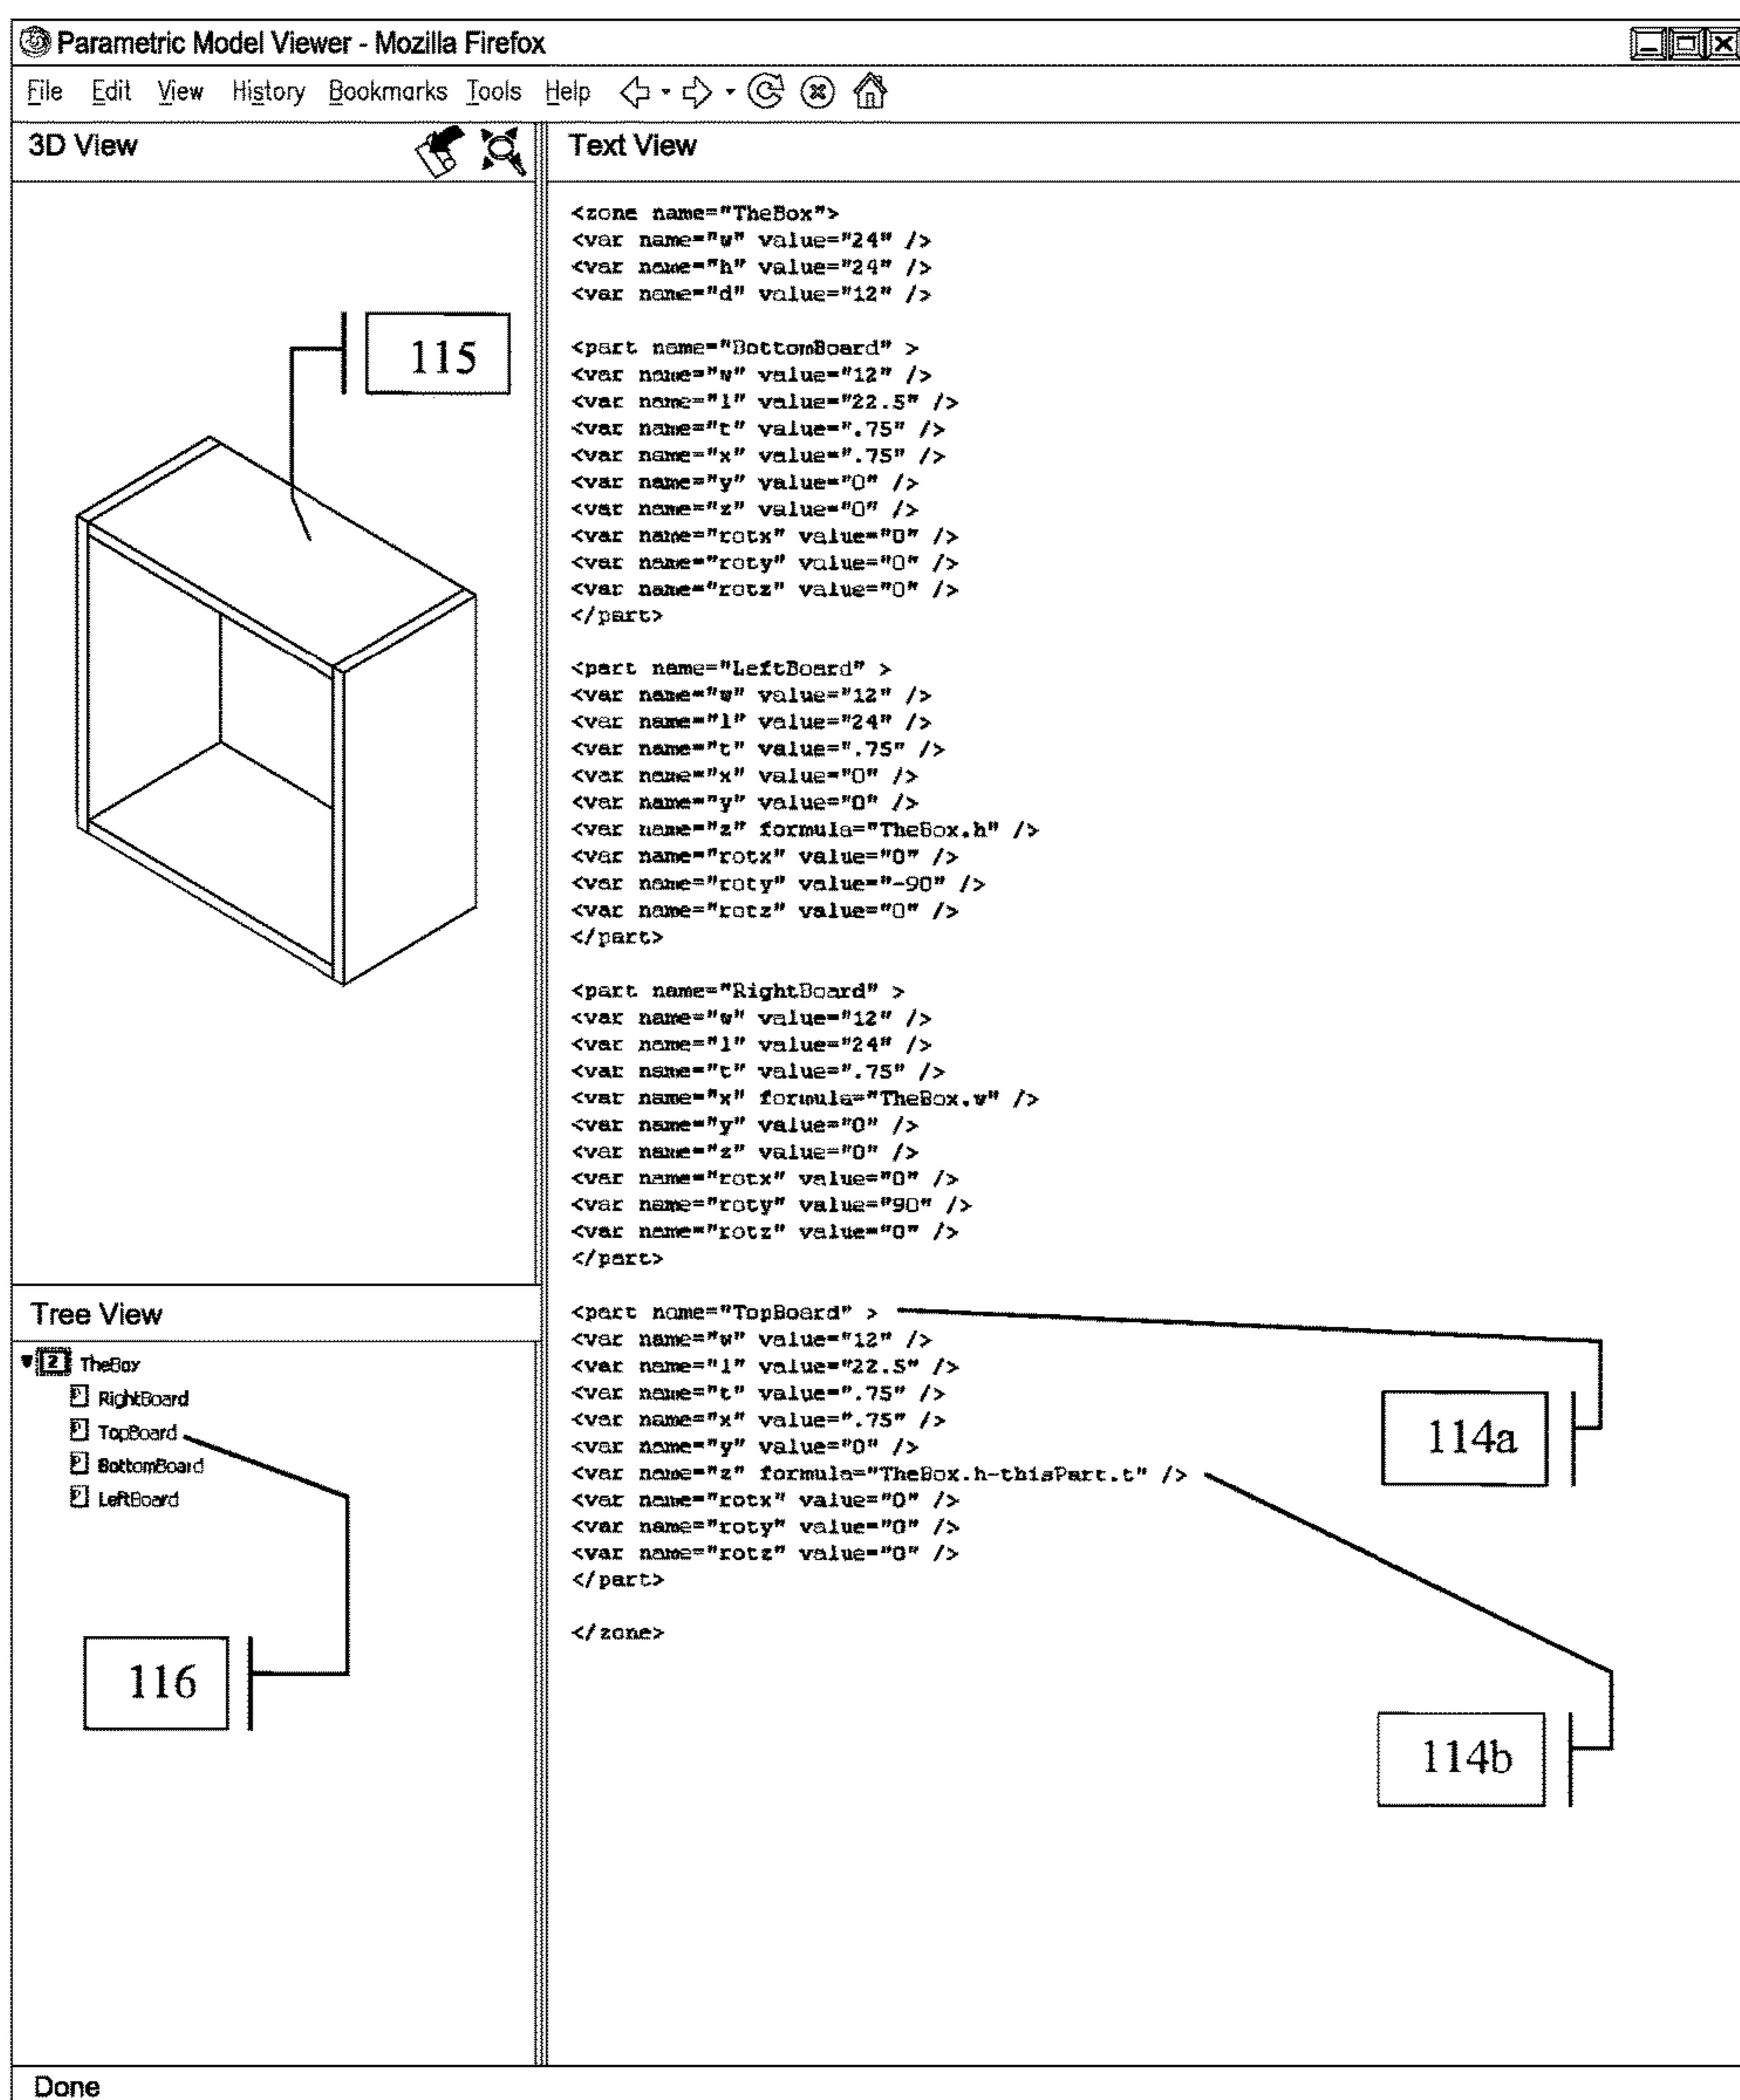 Parametric Model Viewer - Mozilla Firefox
File Edit View History Bookmarks Tools Help
3D View
115
Tree View
TheBox
RightBoard
TopBoard
BottomBoard
LeftBoard
116
Text View
<zone name="TheBox">
<var name="w" value="24" />
<var name="h" value="24" />
<var name="d" value="12" />
<part name="BottomBoard" >
<var name="w" value="12" />
<var name="l" value="22.5" />
<var name="t" value=".75" />
<var name="x" value=".75" />
<var name="y" value="0" />
<var name="z" value="0" />
<var name="rotx" value="0" />
<var name="roty" value="0" />
<var name="rotz" value="0" />
</part>
<part name="LeftBoard" >
<var name="w" value="12" />
<var name="l" value="24" />
<var name="t" value=".75" />
<var name="x" value="0" />
<var name="y" value="0" />
<var name="z" formula="TheBox.h" />
<var name="rotx" value="0" />
<var name="roty" value="-90" />
<var name="rotz" value="0" />
</part>
<part name="RightBoard" >
<var name="w" value="12" />
<var name="l" value="24" />
<var name="t" value=".75" />
<var name="x" formula="TheBox.w" />
<var name="y" value="0" />
<var name="z" value="0" />
<var name="rotx" value="0" />
<var name="roty" value="90" />
<var name="rotz" value="0" />
</part>
<part name="TopBoard" >
<var name="w" value="12" />
<var name="l" value="22.5" />
<var name="t" value=".75" />
<var name="x" value=".75" />
<var name="y" value="0" />
<var name="z" formula="TheBox.h-thisPart.t" />
<var name="rotx" value="0" />
<var name="roty" value="0" />
<var name="rotz" value="0" />
</part>
</zone>
114a
114b
Done